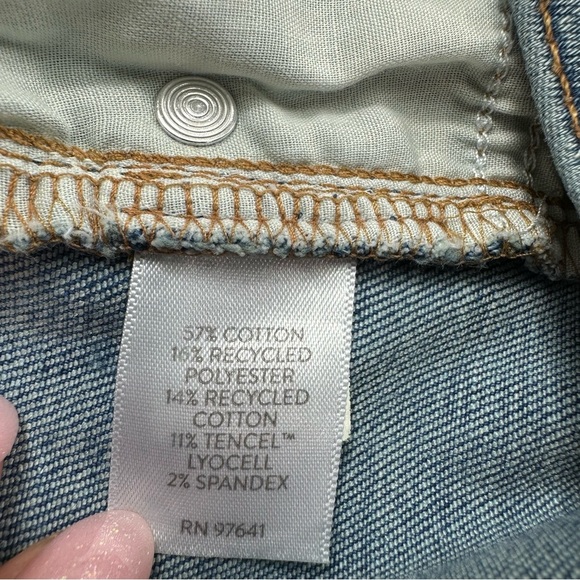 57% COTTON
16% RECYCLED
POLYESTER
14% RECYCLED
COTTON
11% TENCEL™
LYOCELL
2% SPANDEX
RN 97641